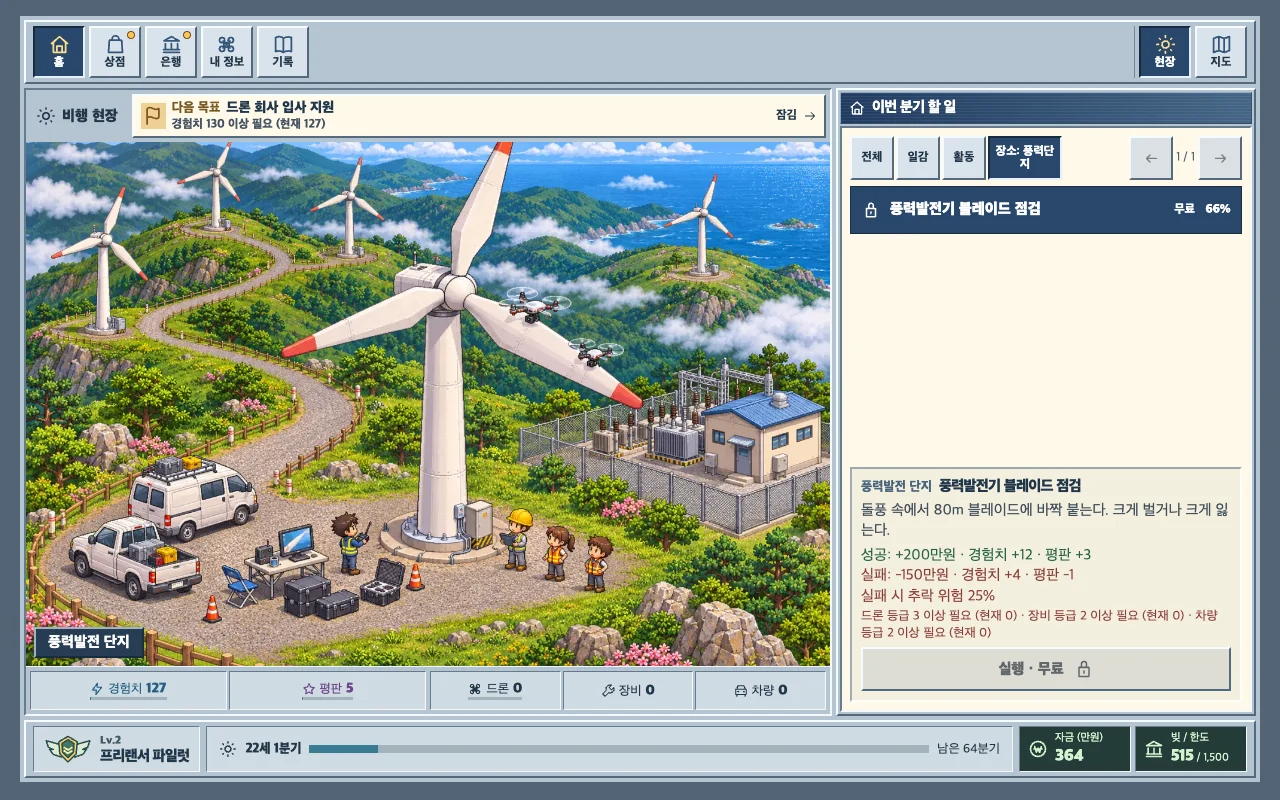 홈
상점
은행
내 정보
기록
현장
지도
비행 현장
다음 목표 드론 회사 입사 지원
경험치 130 이상 필요 (현재 127)
잠김 →
이번 분기 할 일
전체
일감
활동
장소: 풍력단
지
←
1 / 1
→
풍력발전기 블레이드 점검
무료 66%
풍력발전 단지
풍력발전 단지 풍력발전기 블레이드 점검
돌풍 속에서 80m 블레이드에 바짝 붙는다. 크게 벌거나 크게 잃
는다.
성공: +200만원 · 경험치 +12 · 평판 +3
실패: -150만원 · 경험치 +4 · 평판 -1
실패 시 추락 위험 25%
드론 등급 3 이상 필요 (현재 0) · 장비 등급 2 이상 필요 (현재 0) · 차량
등급 2 이상 필요 (현재 0)
실행 · 무료
경험치 127
평판 5
드론 0
장비 0
차량 0
Lv.2
프리랜서 파일럿
22세 1분기
남은 64분기
자금 (만원)
364
빚 / 한도
515 / 1,500